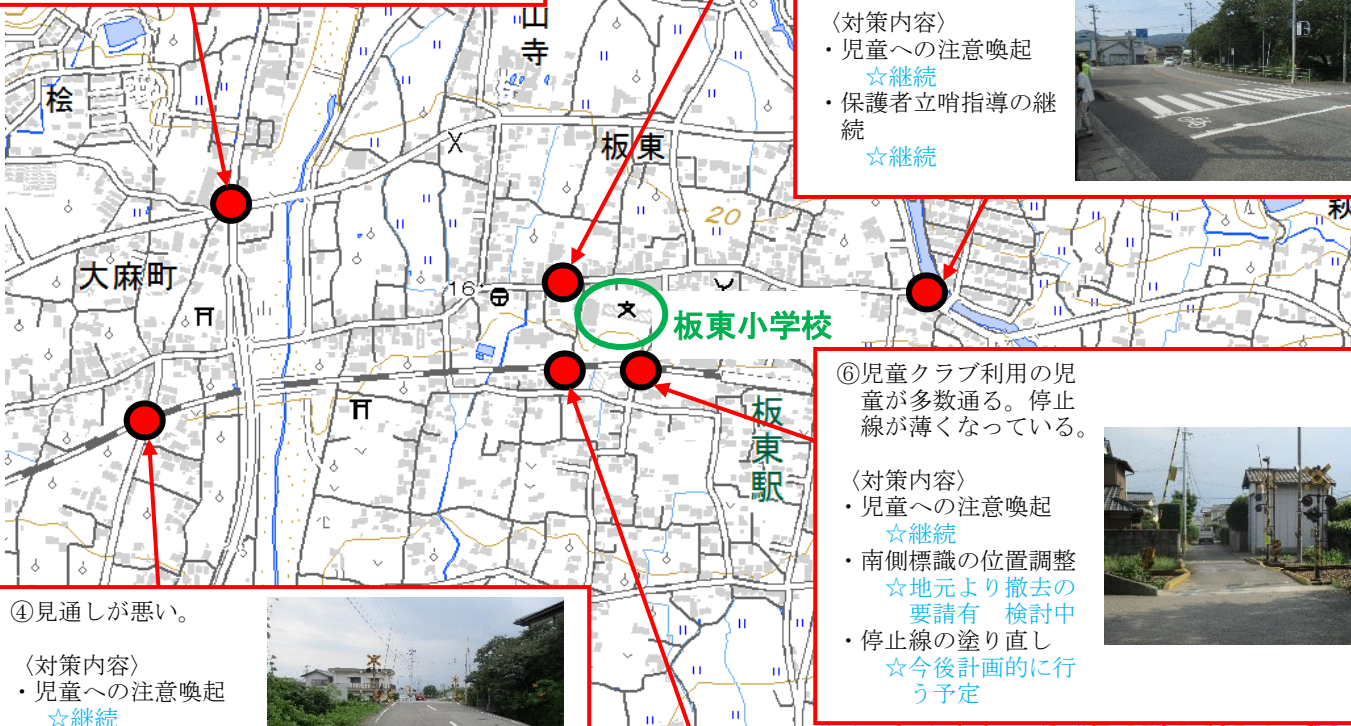 〈対策内容〉
・児童への注意喚起
☆継続
・保護者立哨指導の継
続
☆継続
山
寺
桧
板東
20
大麻町
16
板東小学校
板
東
駅
⑥児童クラブ利用の児
童が多数通る。停止
線が薄くなっている。
〈対策内容〉
・児童への注意喚起
☆継続
・南側標識の位置調整
☆地元より撤去の
要請有 検討中
・停止線の塗り直し
☆今後計画的に行
う予定
④見通しが悪い。
〈対策内容〉
・児童への注意喚起
☆継続